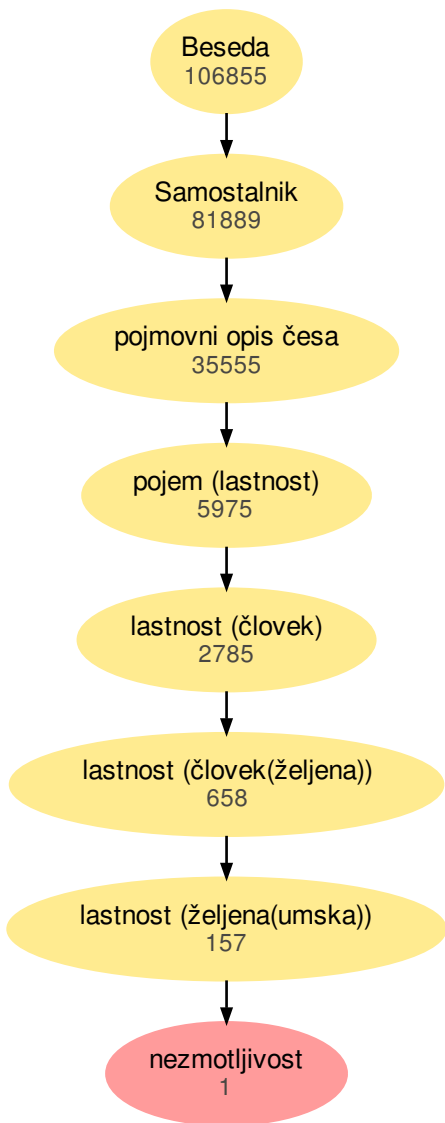 Beseda
106855
Samostalnik
81889
pojmovni opis česa
35555
pojem (lastnost)
5975
lastnost (človek)
2785
lastnost (človek(željena))
658
lastnost (željena(umska))
157
nezmotljivost
1